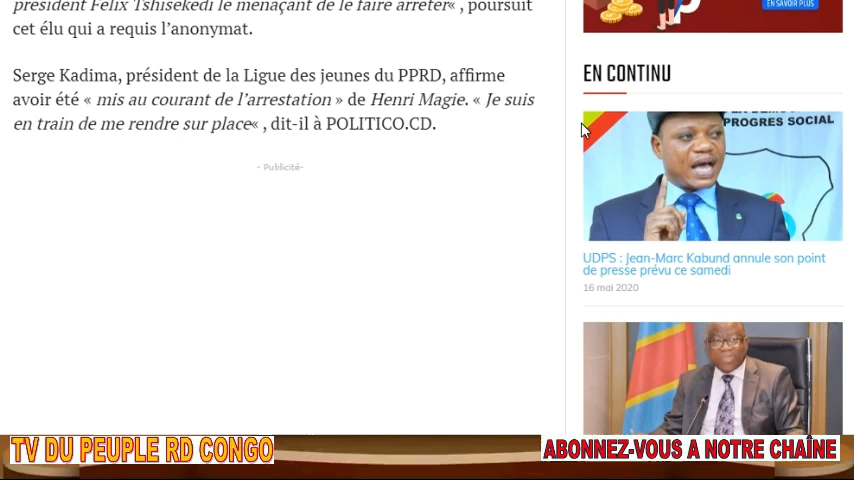 président Félix Tshisekedi le menaçant de le faire arrêter« , poursuit
cet élu qui a requis l’anonymat.
Serge Kadima, président de la Ligue des jeunes du PPRD, affirme
avoir été « mis au courant de l’arrestation » de Henri Magie. « Je suis
en train de me rendre sur place« , dit-il à POLITICO.CD.
- Publicité-
EN SAVOIR PLUS
EN CONTINU
PROGRES SOCIAL
UDPS : Jean-Marc Kabund annule son point
de presse prévu ce samedi
16 mai 2020
TV DU PEUPLE RD CONGO
ABONNEZ-VOUS A NOTRE CHAÎNE